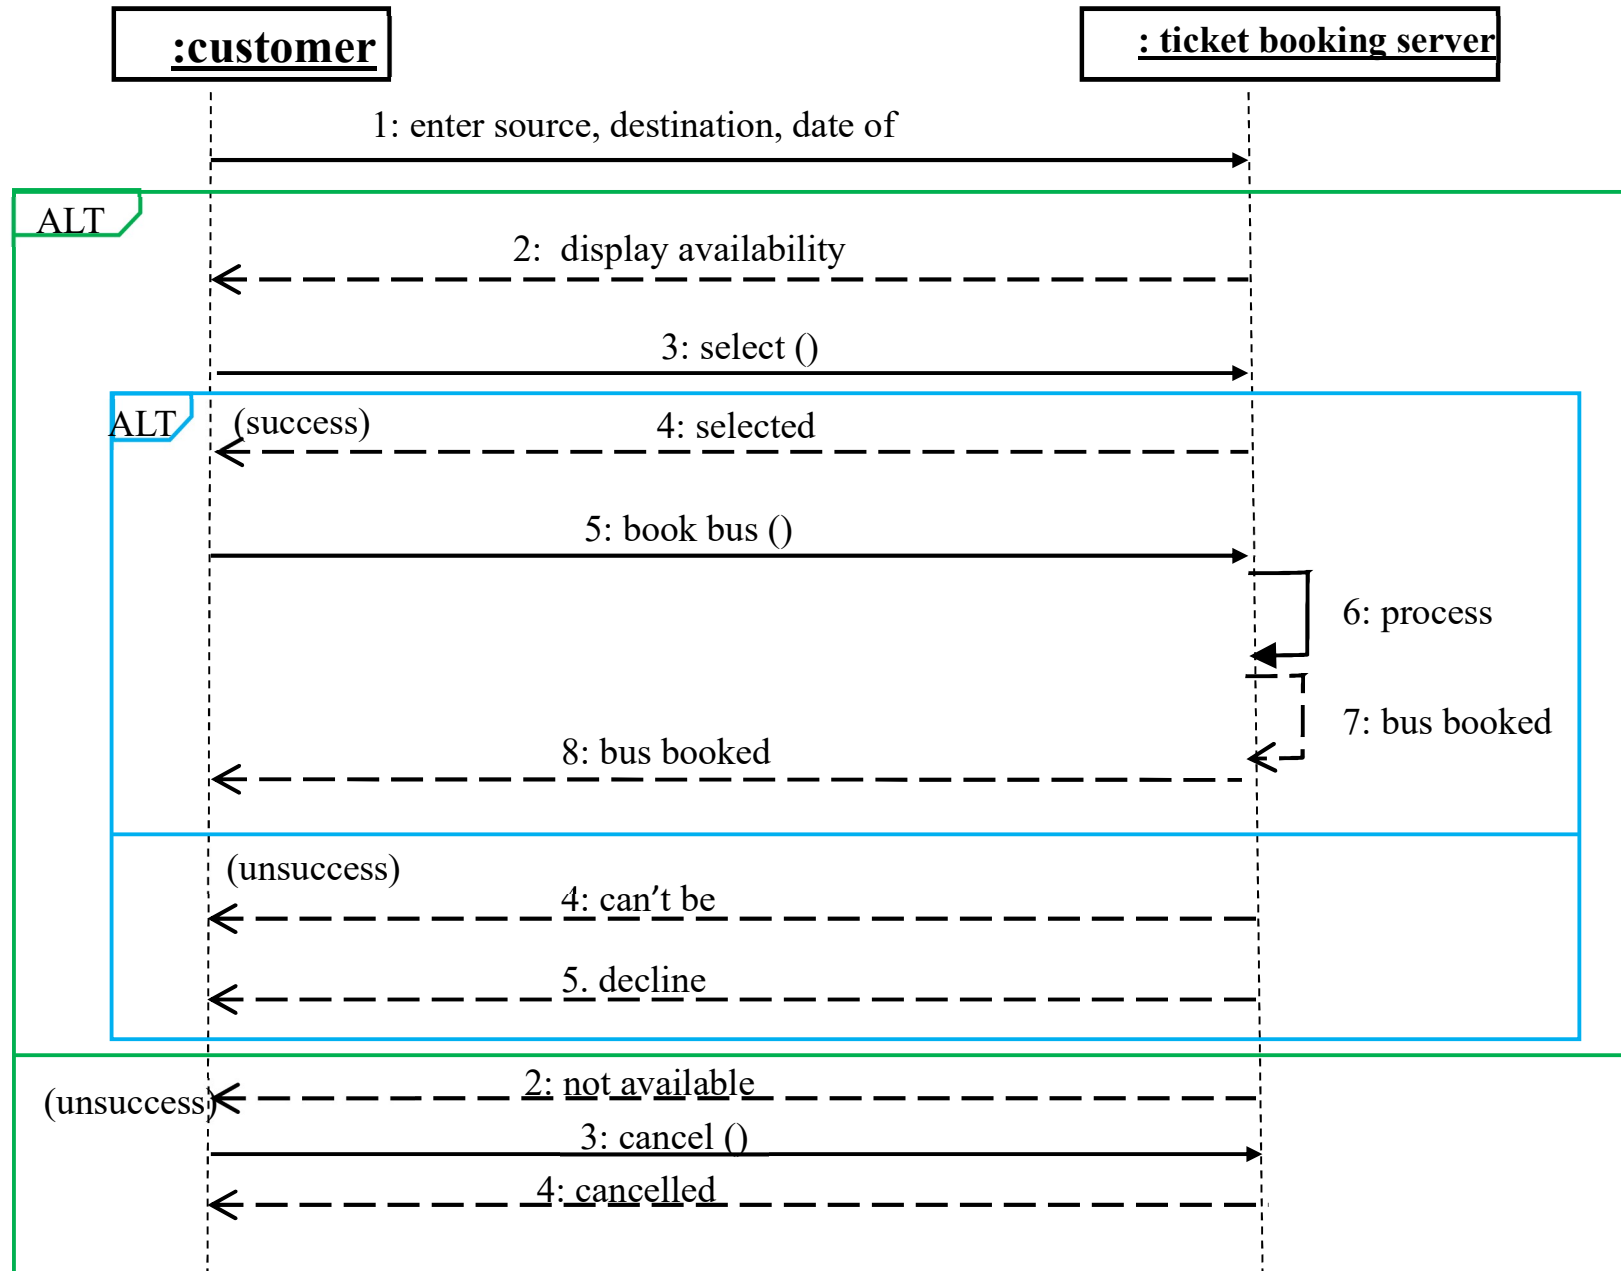 :customer
: ticket booking server
1: enter source, destination, date of
ALT
2: display availability
3: select ()
ALT
(success)
4: selected
5: book bus ()
6: process
7: bus booked
8: bus booked
(unsuccess)
4: can't be
5. decline
2: not available
(unsuccess)
3: cancel ()
4: cancelled